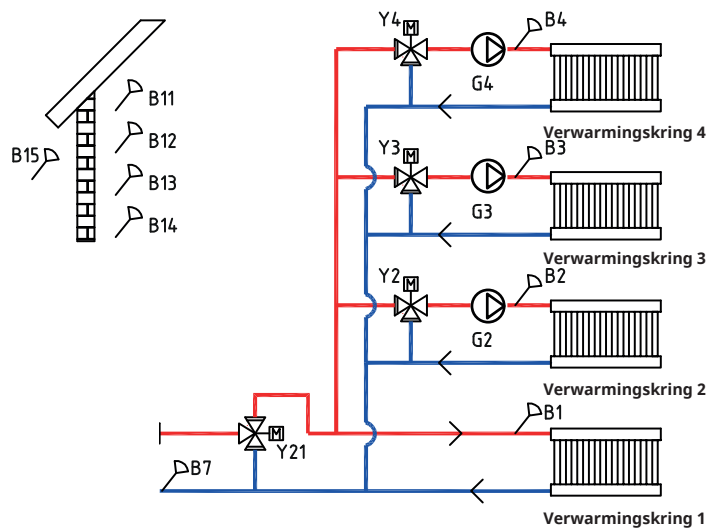 Y4
M
B4
G4
Verwarmingskring 4
B11
B12
B13
B14
B15
Y3
M
B3
G3
Verwarmingskring 3
Y2
M
B2
G2
Verwarmingskring 2
B1
M
Y21
B7
Verwarmingskring 1